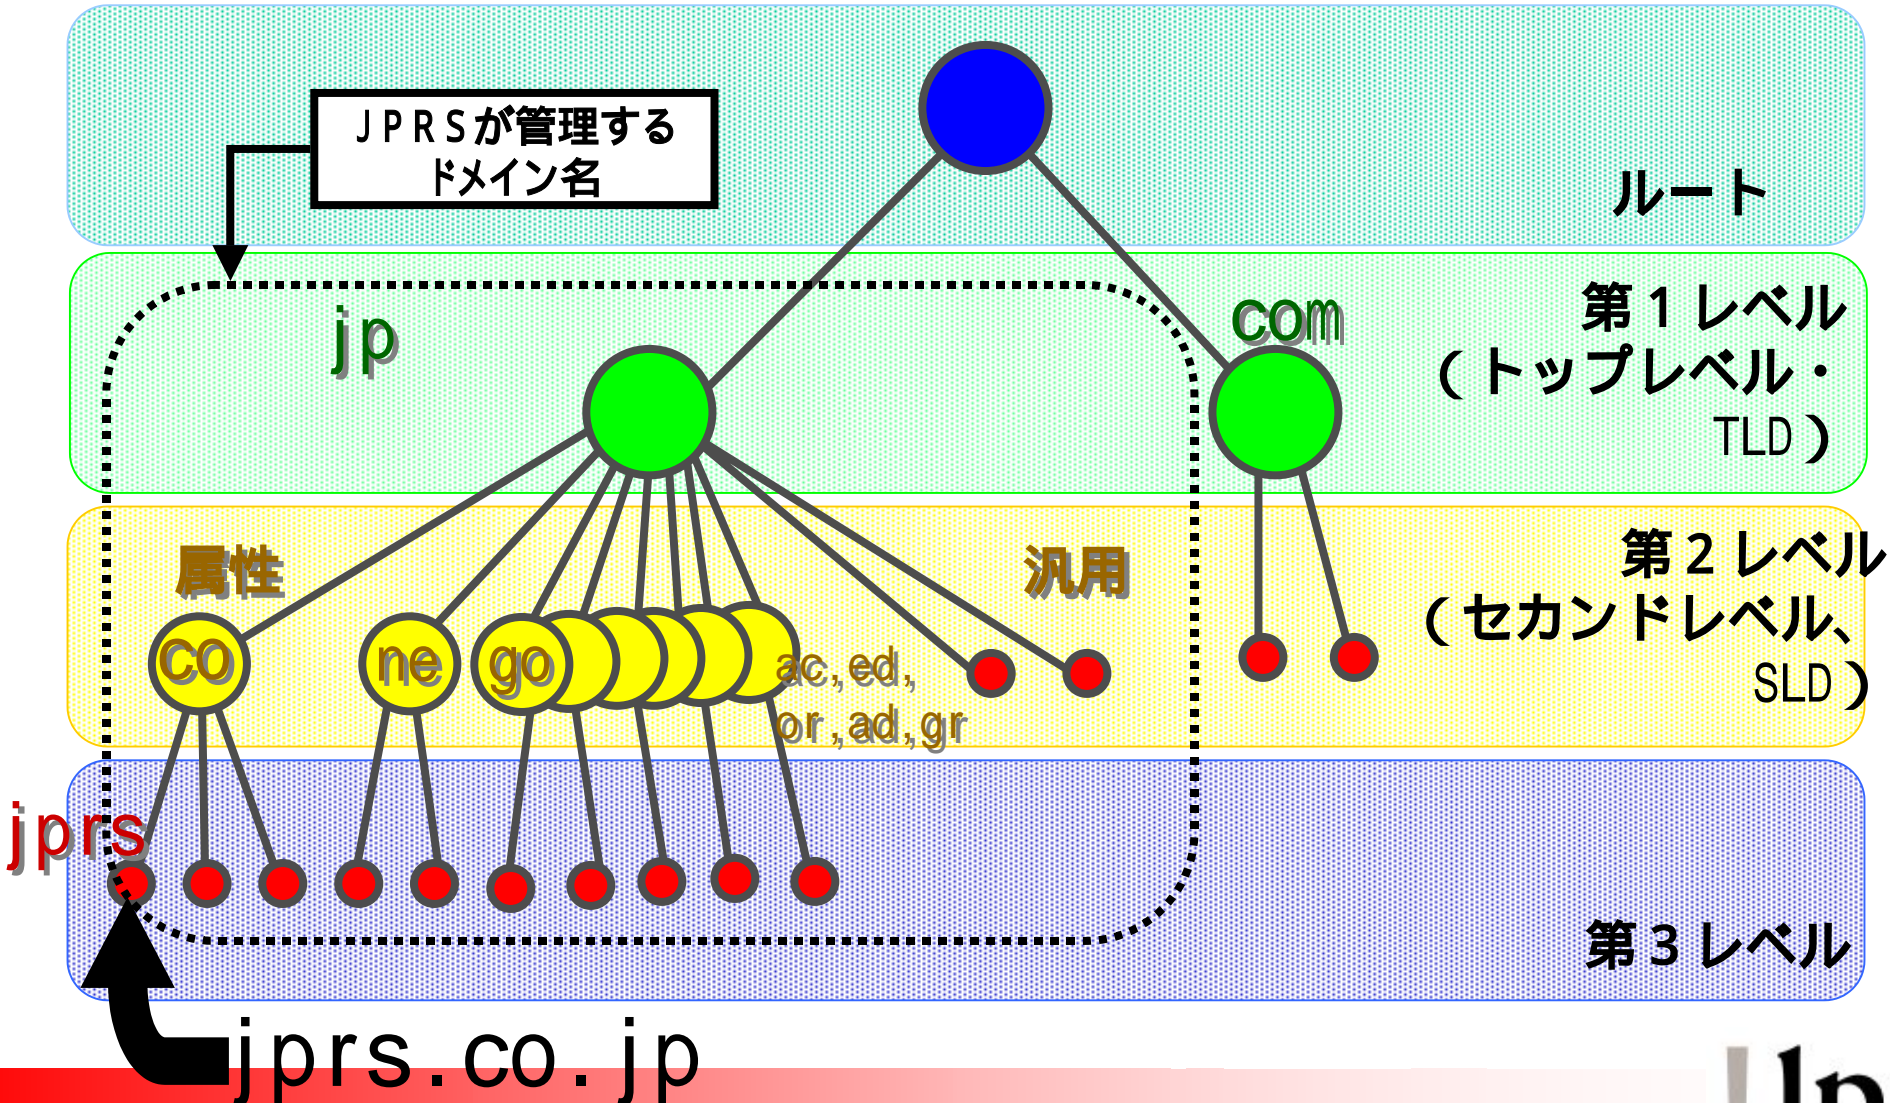 JPRSが管理する
ドメイン名
ルート
jp
com
第1レベル
(トップレベル・
TLD)
属性
汎用
第2レベル
(セカンドレベル、
SLD)
co
ne
go
ac,ed,
or,ad,gr
jprs
第3レベル
jprs.co.jp